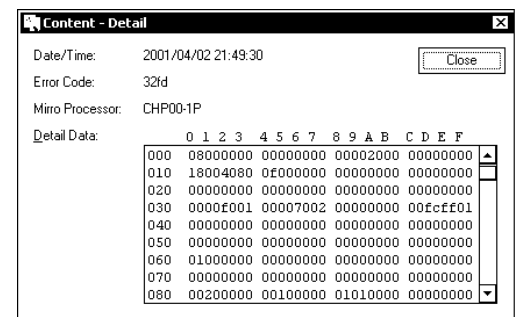 Content - Detail
Date/Time: 2001/04/02 21:49:30
Close
Error Code: 32fd
Mirro Processor: CHP00-1P
Detail Data: 0 1 2 3 4 5 6 7 8 9 A B C D E F
000 08000000 00000000 00002000 00000000
010 18004080 0f000000 00000000 00000000
020 00000000 00000000 00000000 00000000
030 0000f001 00007002 00000000 00fcff01
040 00000000 00000000 00000000 00000000
050 00000000 00000000 00000000 00000000
060 01000000 00000000 00000000 00000000
070 00000000 00000000 00000000 00000000
080 00200000 00100000 01010000 00000000